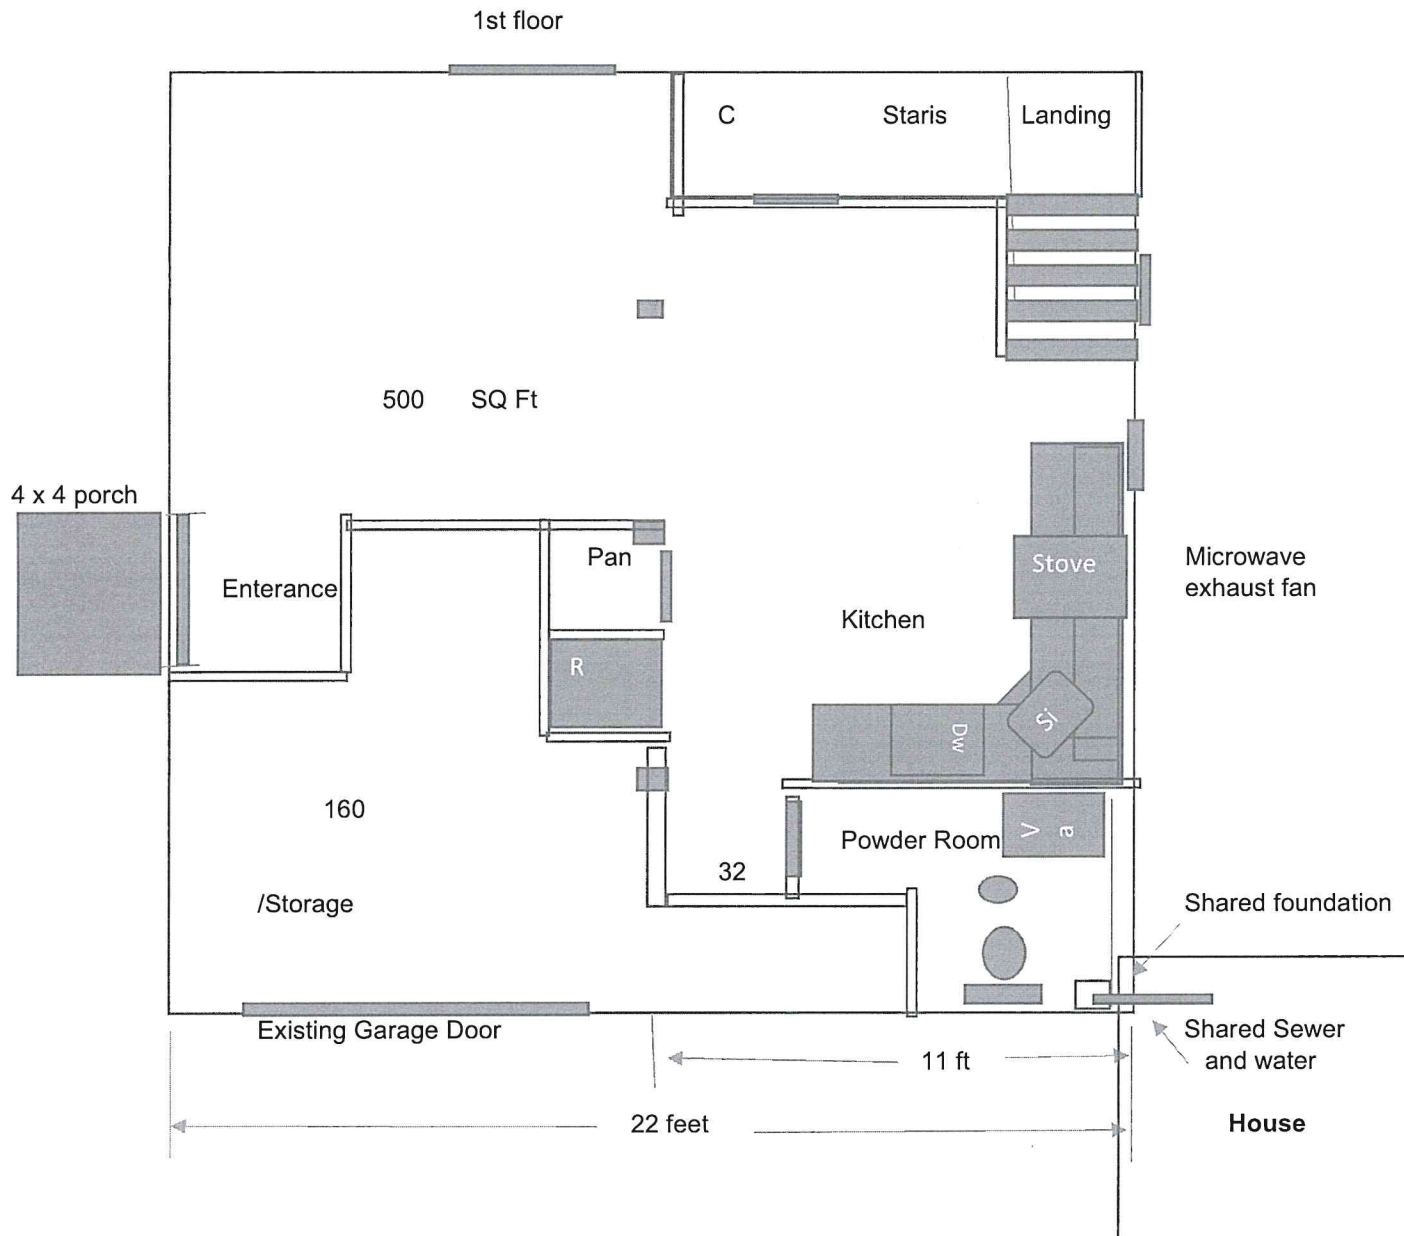 1st floor
C Staris Landing
500 SQ Ft
4 x 4 porch
Enterance
Pan
R
Kitchen
Stove
Microwave
exhaust fan
Si
Dw
160
/Storage
32
Powder Room
V a
Shared foundation
Existing Garage Door
Shared Sewer
and water
11 ft
22 feet
House